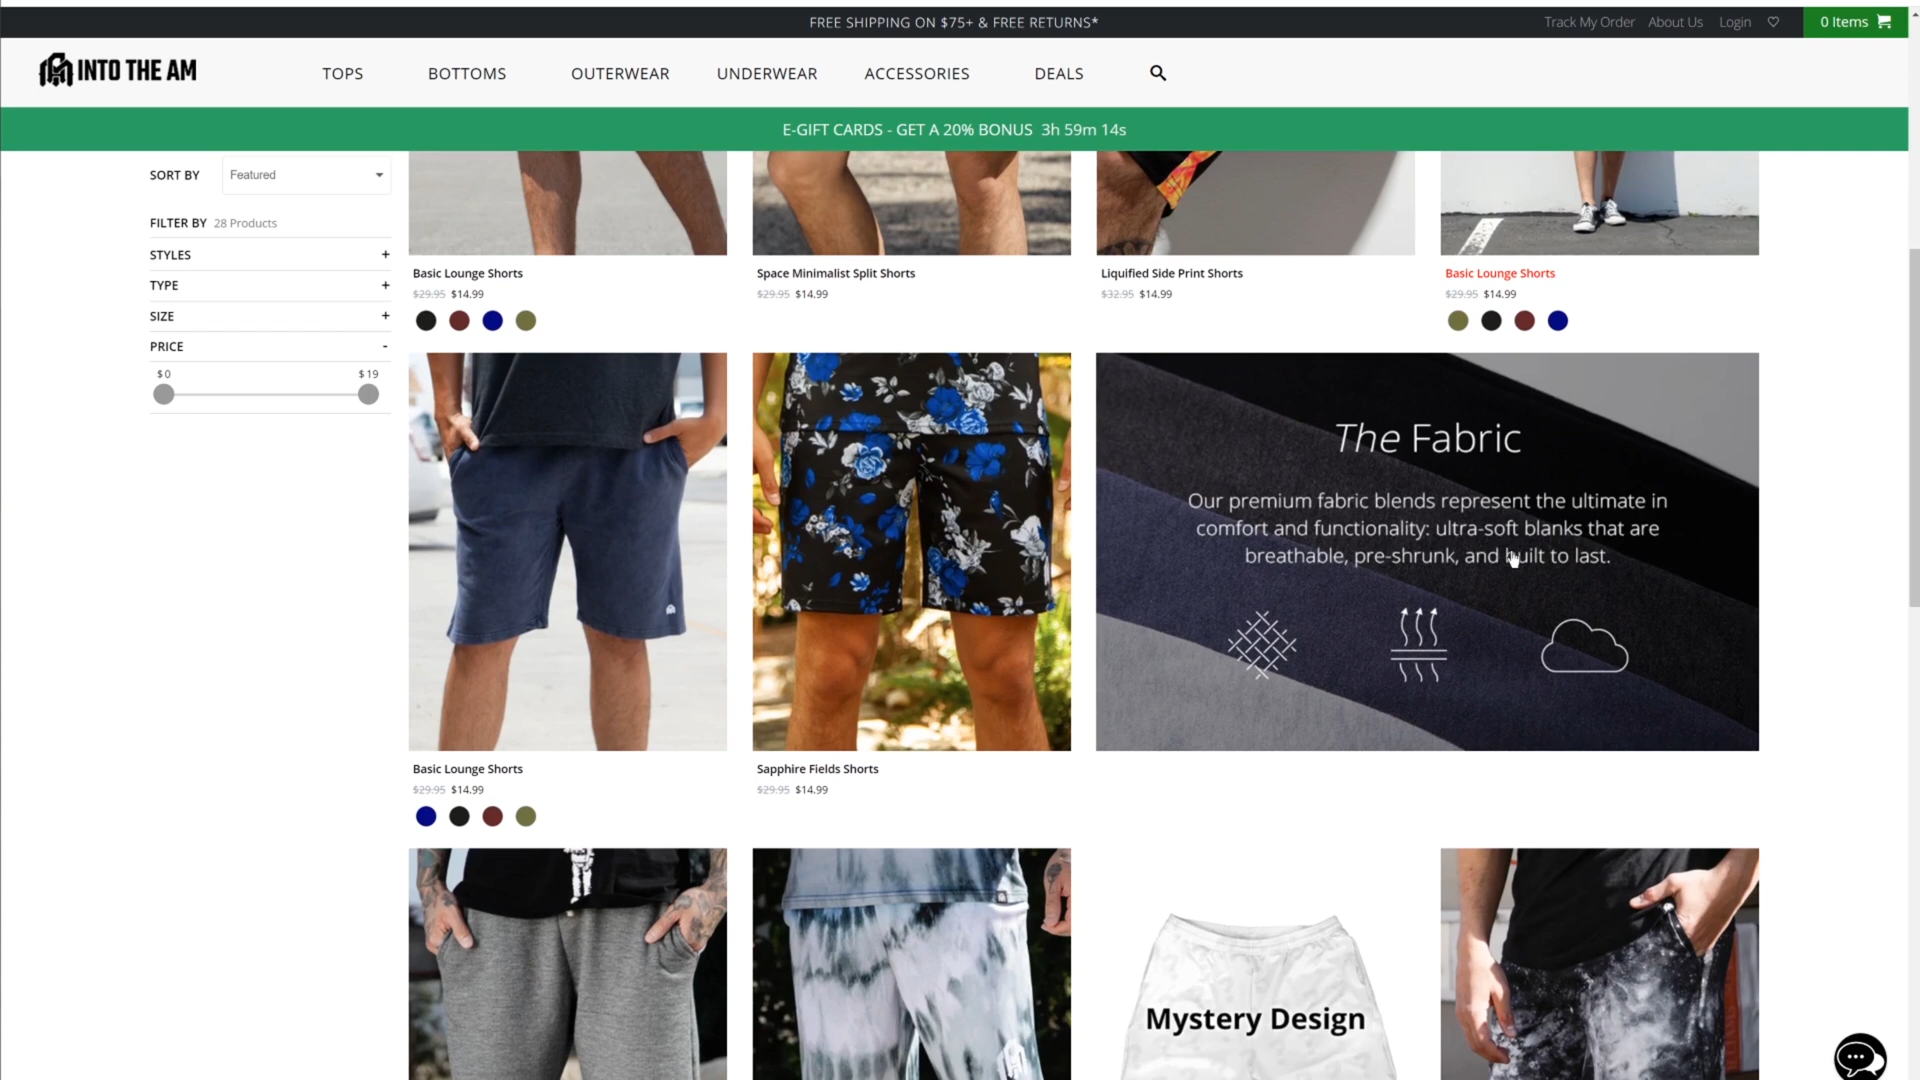 FREE SHIPPING ON $75+ & FREE RETURNS*
Track My Order
About Us
Login
0 Items
INTO THE AM
TOPS
BOTTOMS
OUTERWEAR
UNDERWEAR
ACCESSORIES
DEALS
E-GIFT CARDS - GET A 20% BONUS 3h 59m 14s
SORT BY
Featured
FILTER BY 28 Products
STYLES +
TYPE +
SIZE +
PRICE -
$0
$19
Basic Lounge Shorts
$29.95 $14.99
Space Minimalist Split Shorts
$29.95 $14.99
Liquified Side Print Shorts
$32.95 $14.99
Basic Lounge Shorts
$29.95 $14.99
The Fabric
Our premium fabric blends represent the ultimate in
comfort and functionality: ultra-soft blanks that are
breathable, pre-shrunk, and built to last.
Basic Lounge Shorts
$29.95 $14.99
Sapphire Fields Shorts
$29.95 $14.99
Mystery Design